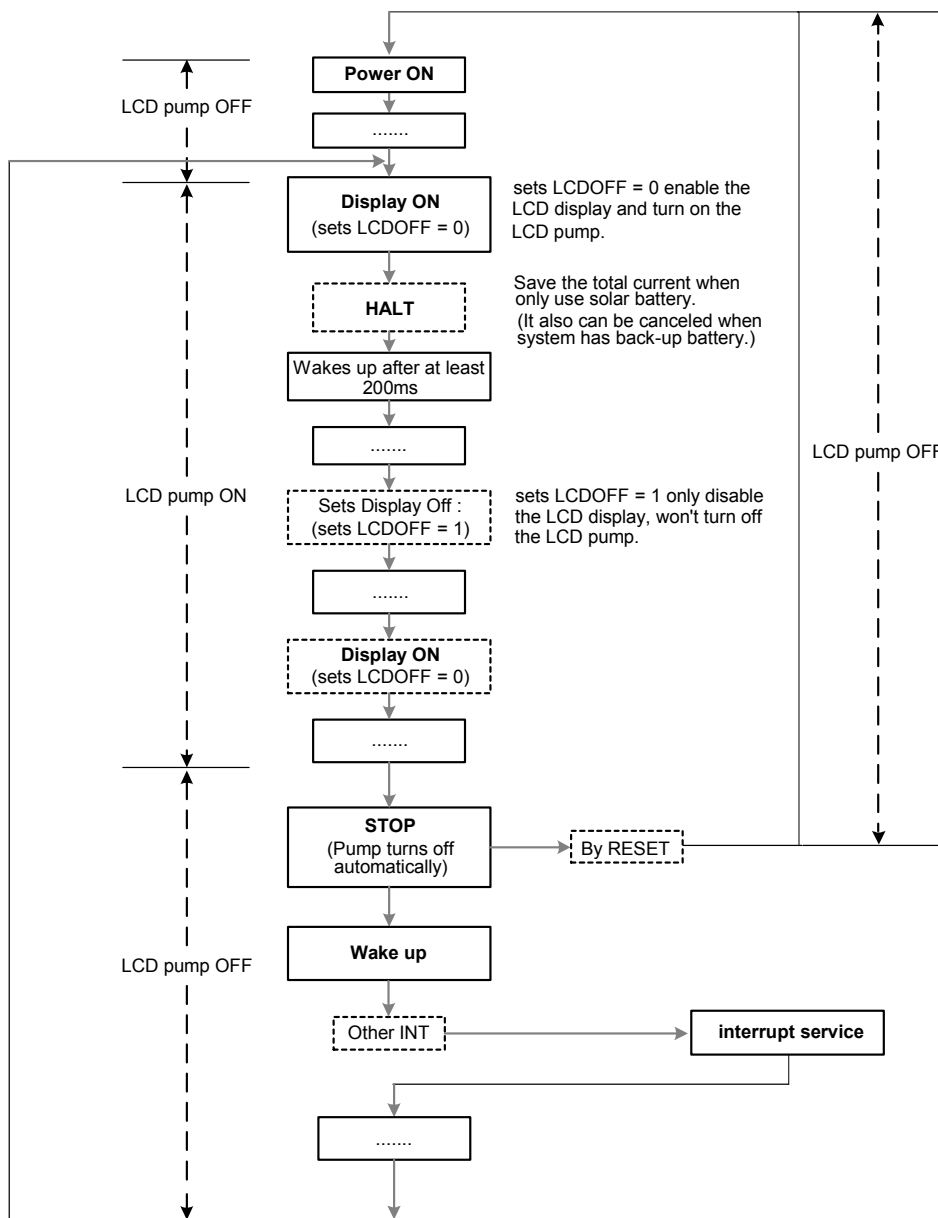 Power ON
LCD pump OFF
.......
Display ON
(sets LCDOFF = 0)
sets LCDOFF = 0 enable the
LCD display and turn on the
LCD pump.
HALT
Save the total current when
only use solar battery.
(It also can be canceled when
system has back-up battery.)
Wakes up after at least
200ms
.......
LCD pump OFF
LCD pump ON
Sets Display Off :
(sets LCDOFF = 1)
sets LCDOFF = 1 only disable
the LCD display, won't turn off
the LCD pump.
.......
Display ON
(sets LCDOFF = 0)
.......
STOP
(Pump turns off
automatically)
By RESET
Wake up
LCD pump OFF
Other INT
interrupt service
.......